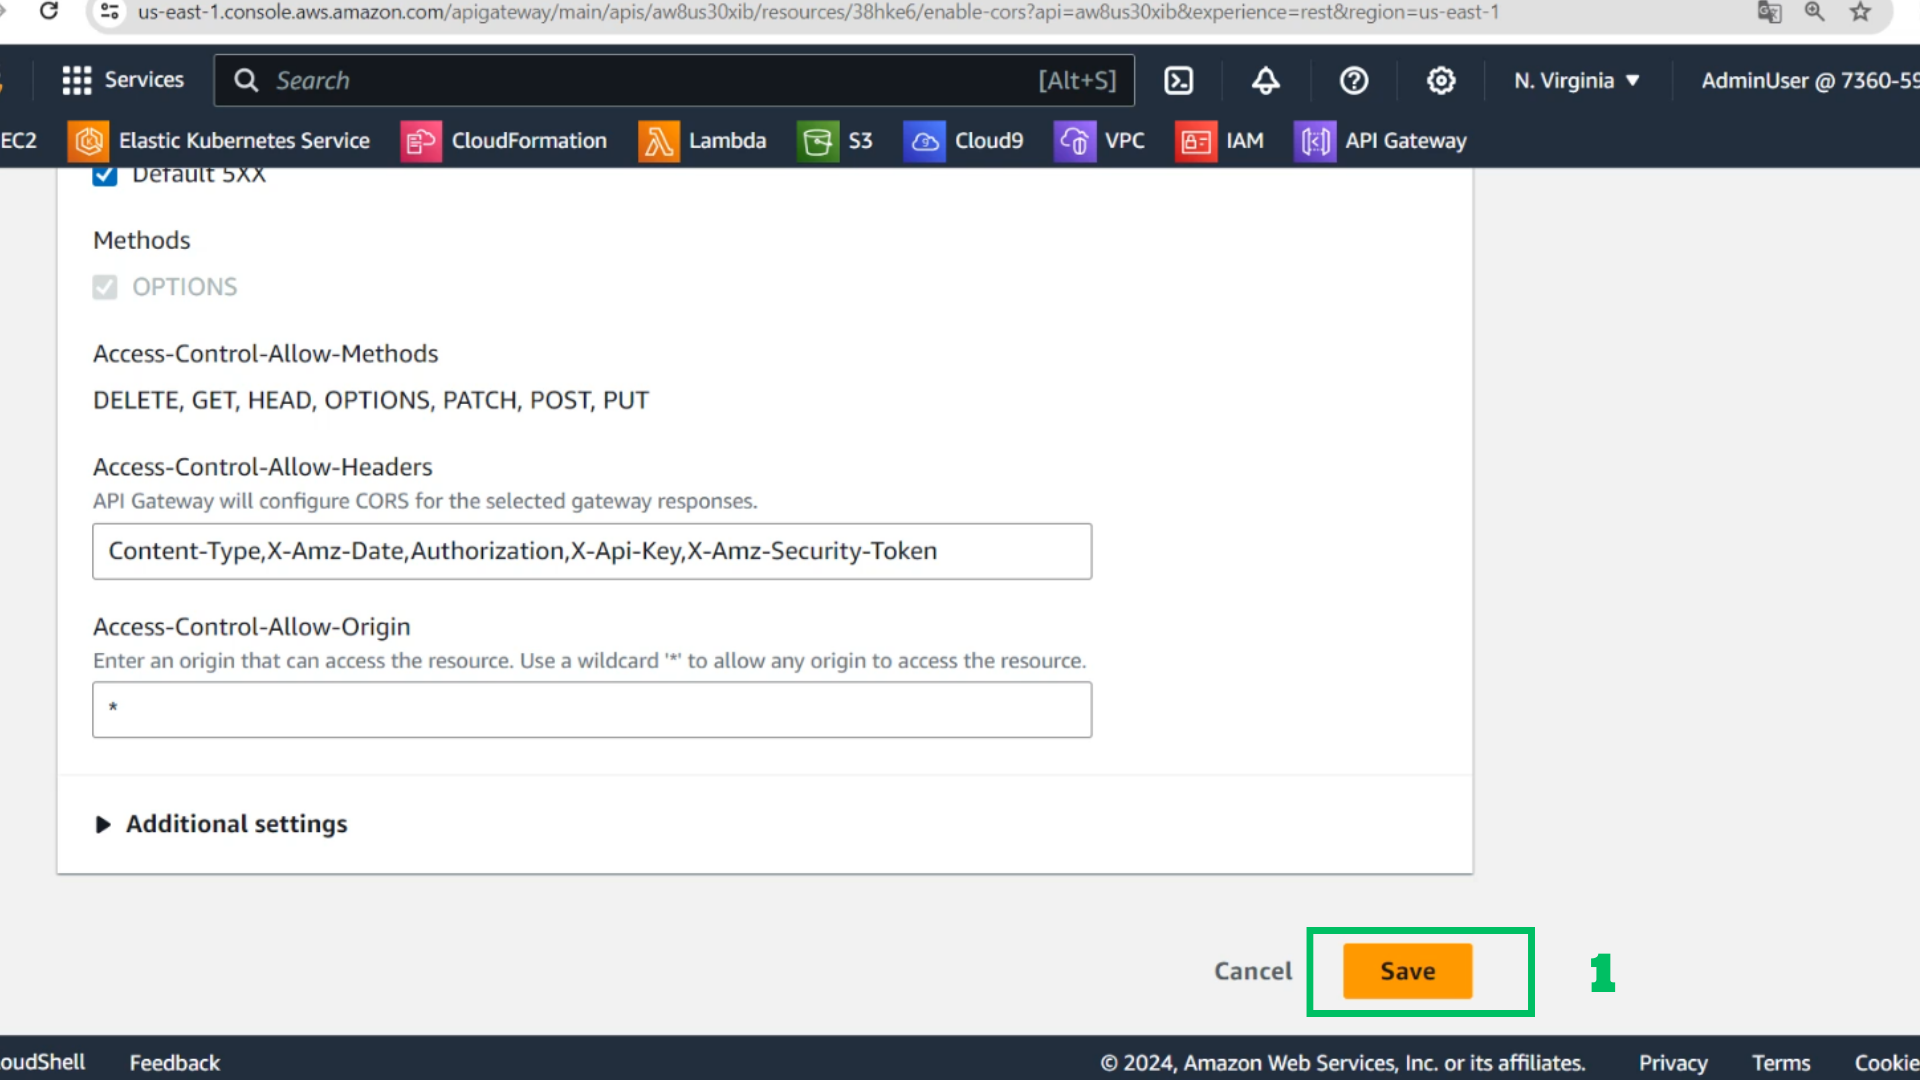 us-east-1.console.aws.amazon.com/apigateway/main/apis/aw8us30xib/resources/38hke6/enable-cors?api=aw8us30xib&experience=rest&region=us-east-1
Services Search [Alt+S] N. Virginia ▼ AdminUser @ 7360-59
EC2 Elastic Kubernetes Service CloudFormation Lambda S3 Cloud9 VPC IAM API Gateway
Default 5XX
Methods
OPTIONS
Access-Control-Allow-Methods
DELETE, GET, HEAD, OPTIONS, PATCH, POST, PUT
Access-Control-Allow-Headers
API Gateway will configure CORS for the selected gateway responses.
Content-Type,X-Amz-Date,Authorization,X-Api-Key,X-Amz-Security-Token
Access-Control-Allow-Origin
Enter an origin that can access the resource. Use a wildcard '*' to allow any origin to access the resource.
*
Additional settings
Cancel Save 1
oudShell Feedback © 2024, Amazon Web Services, Inc. or its affiliates. Privacy Terms Cookie